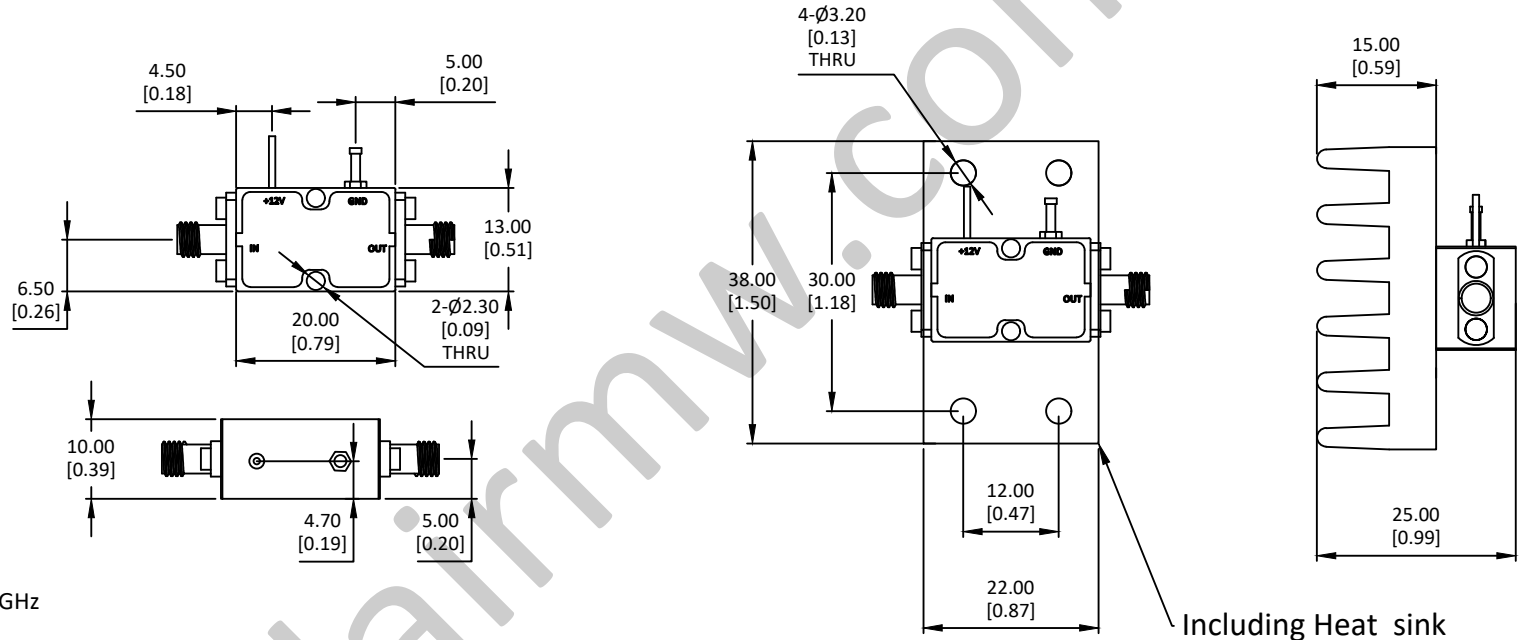 4-Ø3.20
[0.13]
THRU
4.50
[0.18]
5.00
[0.20]
15.00
[0.59]
+12V
GND
IN
OUT
13.00
[0.51]
6.50
[0.26]
20.00
[0.79]
2-Ø2.30
[0.09]
THRU
38.00
[1.50]
30.00
[1.18]
+12V
GND
IN
OUT
10.00
[0.39]
4.70
[0.19]
5.00
[0.20]
12.00
[0.47]
25.00
[0.99]
22.00
[0.87]
GHz
Including Heat sink
airmw.com